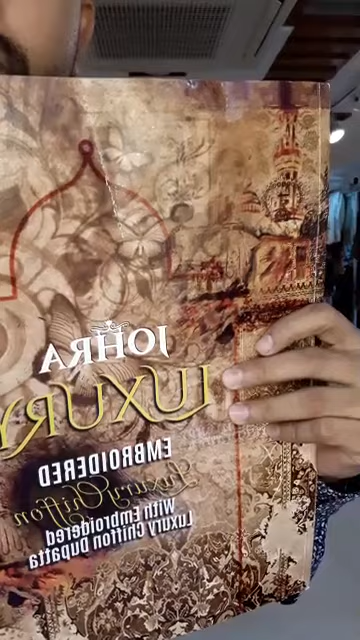 JOHRA
LUXURY
EMBROIDERED
Luxury Chiffon
With Embroidered
Luxury Chiffon Dupatta